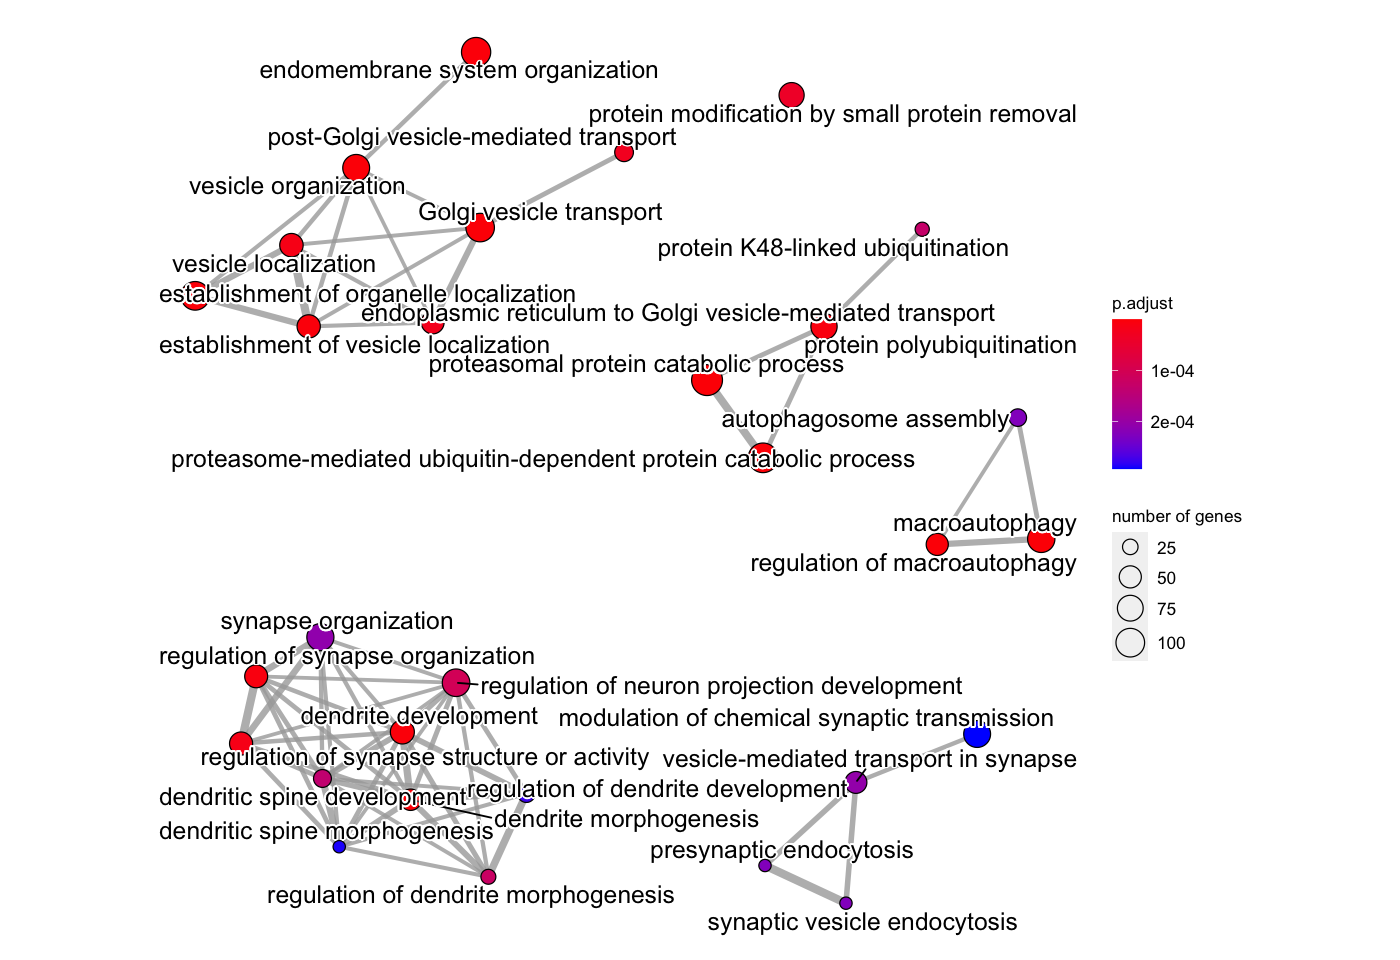 endomembrane system organization
protein modification by small protein removal
post-Golgi vesicle-mediated transport
vesicle organization
Golgi vesicle transport
protein K48-linked ubiquitination
vesicle localization
establishment of organelle localization
endoplasmic reticulum to Golgi vesicle-mediated transport
establishment of vesicle localization
protein polyubiquitination
proteasomal protein catabolic process
autophagosome assembly
proteasome-mediated ubiquitin-dependent protein catabolic process
macroautophagy
regulation of macroautophagy
synapse organization
regulation of synapse organization
regulation of neuron projection development
dendrite development
modulation of chemical synaptic transmission
regulation of synapse structure or activity
vesicle-mediated transport in synapse
dendritic spine development
regulation of dendrite development
dendrite morphogenesis
dendritic spine morphogenesis
presynaptic endocytosis
regulation of dendrite morphogenesis
synaptic vesicle endocytosis
p.adjust
1e-04
2e-04
number of genes
25
50
75
100